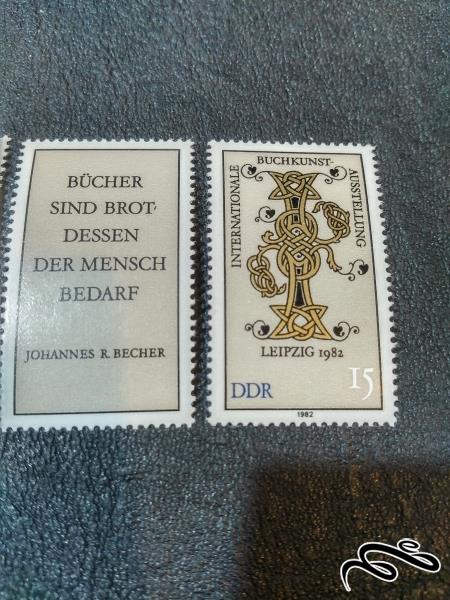 BÜCHER
SIND BROT,
DESSEN
DER MENSCH
BEDARF
JOHANNES R. BECHER
INTERNATIONALE
BUCHKUNST-
AUSSTELLUNG
LEIPZIG 1982
DDR
15
1982